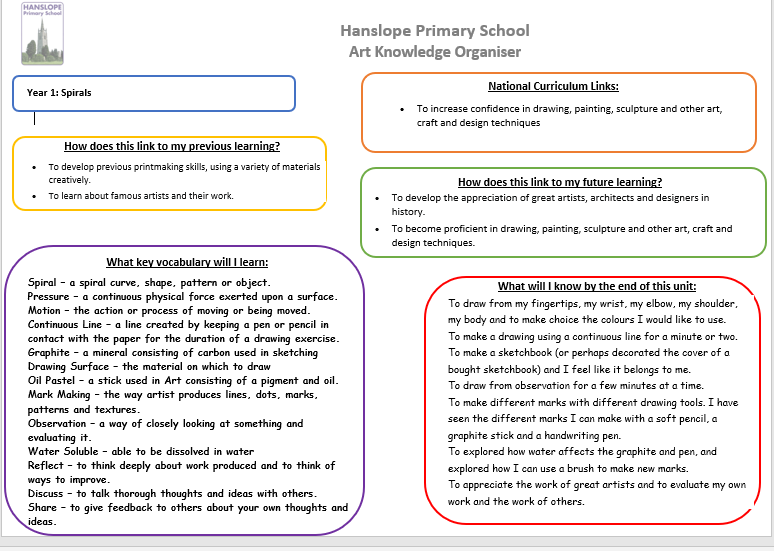 HANSLOPE
Primary School
Hanslope Primary School
Art Knowledge Organiser
Year 1: Spirals
National Curriculum Links:
• To increase confidence in drawing, painting, sculpture and other art,
craft and design techniques
How does this link to my previous learning?
• To develop previous printmaking skills, using a variety of materials
creatively.
• To learn about famous artists and their work.
How does this link to my future learning?
• To develop the appreciation of great artists, architects and designers in
history.
• To become proficient in drawing, painting, sculpture and other art, craft and
design techniques.
What key vocabulary will I learn:
Spiral – a spiral curve, shape, pattern or object.
Pressure – a continuous physical force exerted upon a surface.
Motion – the action or process of moving or being moved.
Continuous Line – a line created by keeping a pen or pencil in
contact with the paper for the duration of a drawing exercise.
Graphite – a mineral consisting of carbon used in sketching
Drawing Surface – the material on which to draw
Oil Pastel – a stick used in Art consisting of a pigment and oil.
Mark Making – the way artist produces lines, dots, marks,
patterns and textures.
Observation – a way of closely looking at something and
evaluating it.
Water Soluble – able to be dissolved in water
Reflect – to think deeply about work produced and to think of
ways to improve.
Discuss – to talk thorough thoughts and ideas with others.
Share – to give feedback to others about your own thoughts and
ideas.
What will I know by the end of this unit:
To draw from my fingertips, my wrist, my elbow, my shoulder,
my body and to make choice the colours I would like to use.
To make a drawing using a continuous line for a minute or two.
To make a sketchbook (or perhaps decorated the cover of a
bought sketchbook) and I feel like it belongs to me.
To draw from observation for a few minutes at a time.
To make different marks with different drawing tools. I have
seen the different marks I can make with a soft pencil, a
graphite stick and a handwriting pen.
To explored how water affects the graphite and pen, and
explored how I can use a brush to make new marks.
To appreciate the work of great artists and to evaluate my own
work and the work of others.